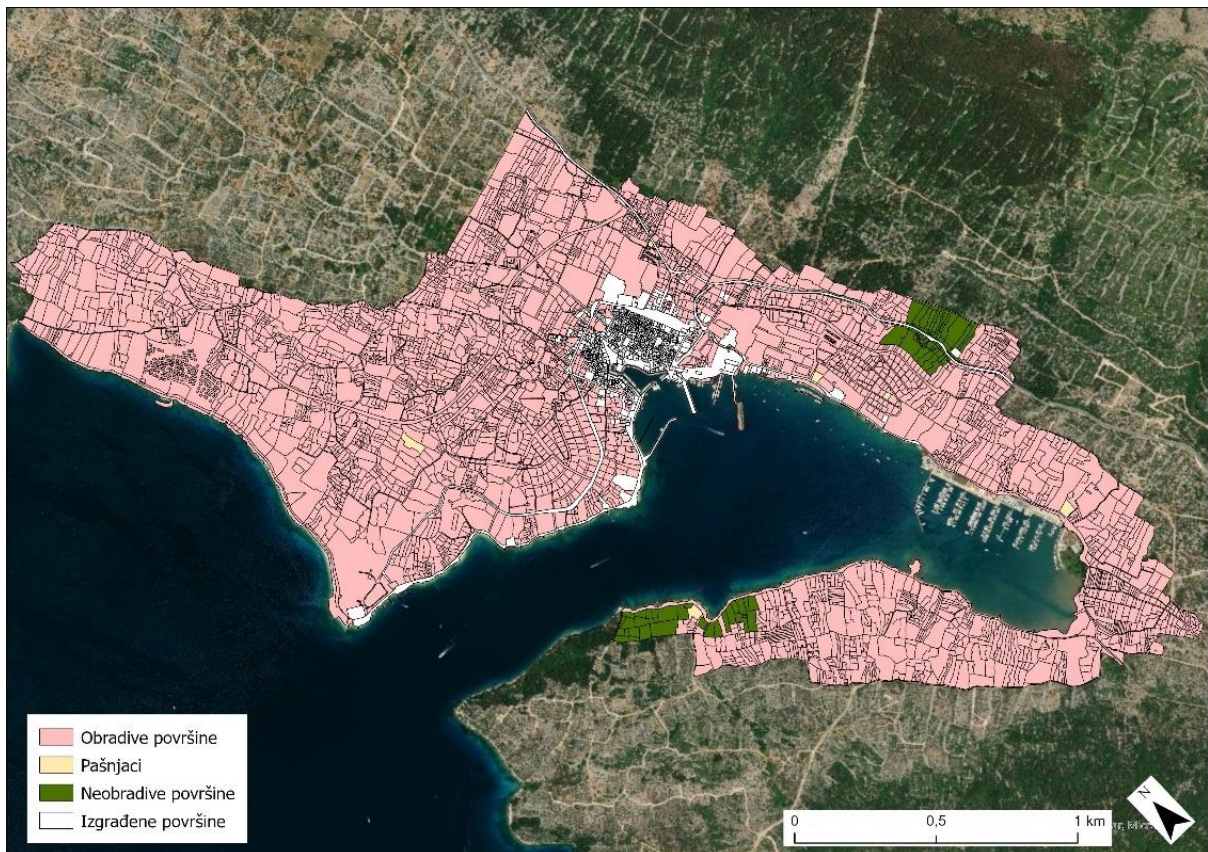 Obradive površine
Pašnjaci
Neobradive površine
Izgrađene površine
N
0
0,5
1 km